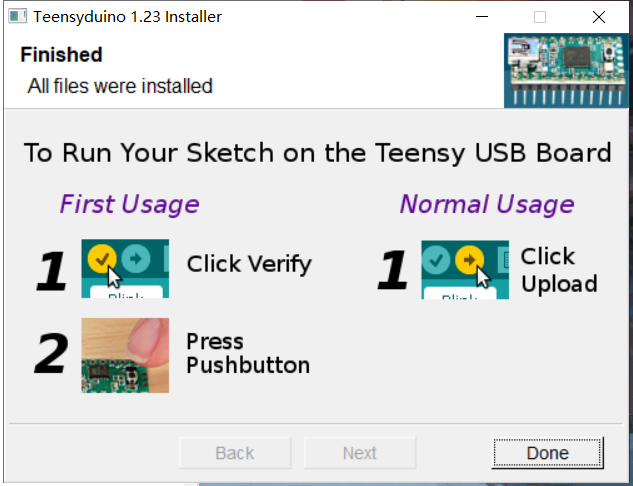 Teensyduino 1.23 Installer
Finished
All files were installed
To Run Your Sketch on the Teensy USB Board
First Usage
1
Click Verify
2
Press
Pushbutton
Normal Usage
1
Click
Upload
Back
Next
Done